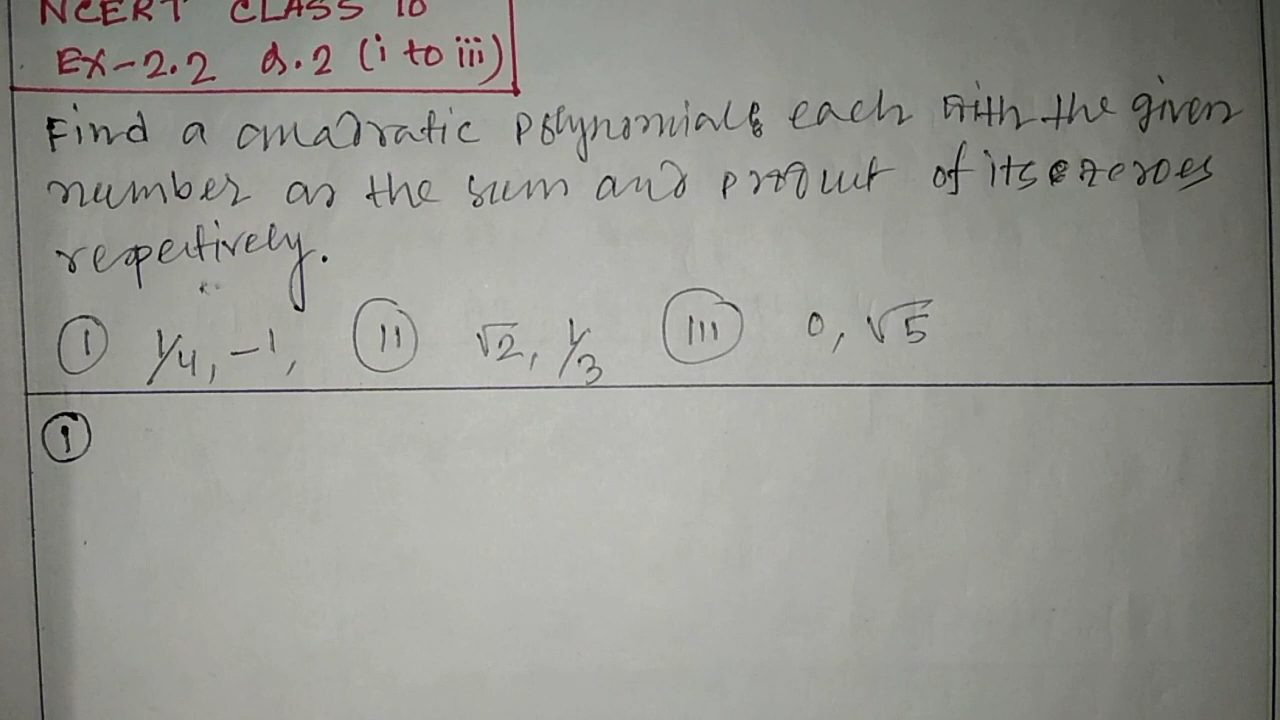 NCERT CLASS 10
EX-2.2 Q.2 (i to iii)
Find a quadratic polynomials each with the given
number as the sum and product of its zeroes
respectively.
(I) 1/4, -1, (II) √2, 1/3 (III) 0, √5
(I)